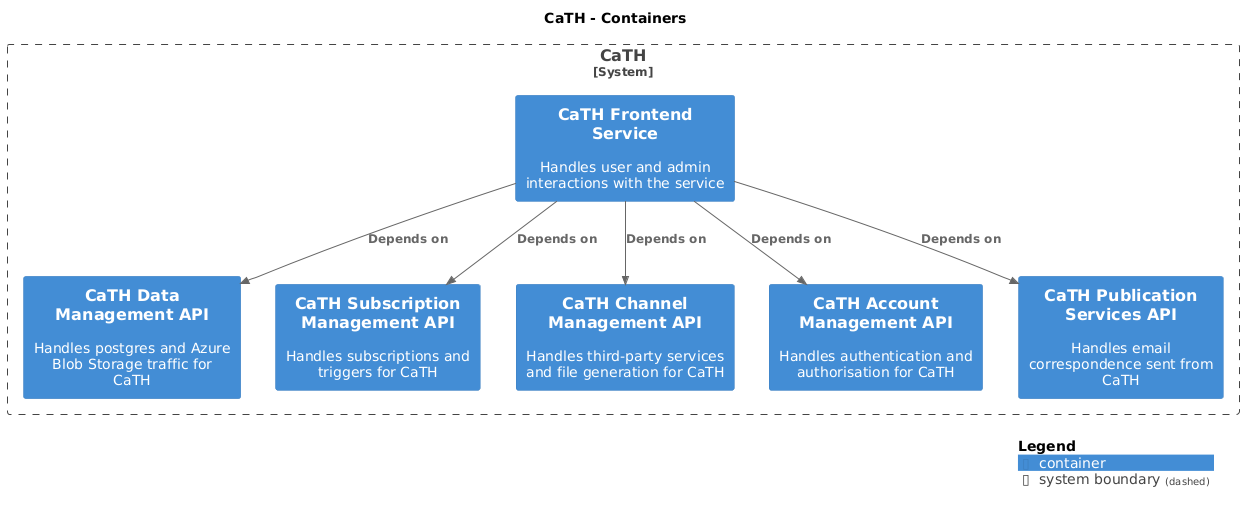 CaTH - Containers
CaTH
[System]
CaTH Frontend
Service
Handles user and admin
interactions with the service
Depends on
Depends on
Depends on
Depends on
Depends on
CaTH Data
Management API
Handles postgres and Azure
Blob Storage traffic for
CaTH
CaTH Subscription
Management API
Handles subscriptions and
triggers for CaTH
CaTH Channel
Management API
Handles third-party services
and file generation for CaTH
CaTH Account
Management API
Handles authentication and
authorisation for CaTH
CaTH Publication
Services API
Handles email
correspondence sent from
CaTH
Legend
container
system boundary (dashed)